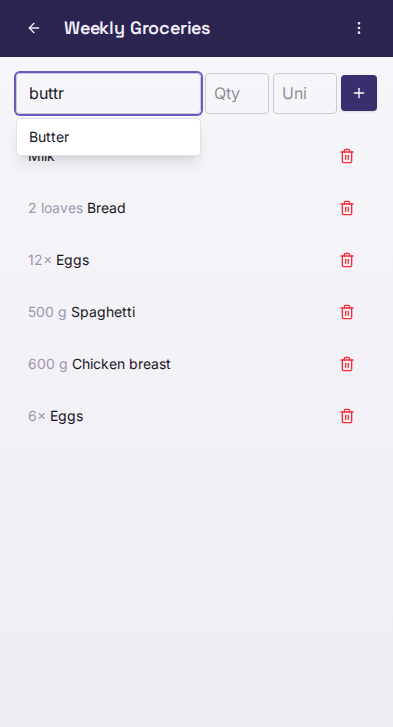 Weekly Groceries
buttr Qty Uni
Butter
Milk
2 loaves Bread
12× Eggs
500 g Spaghetti
600 g Chicken breast
6× Eggs